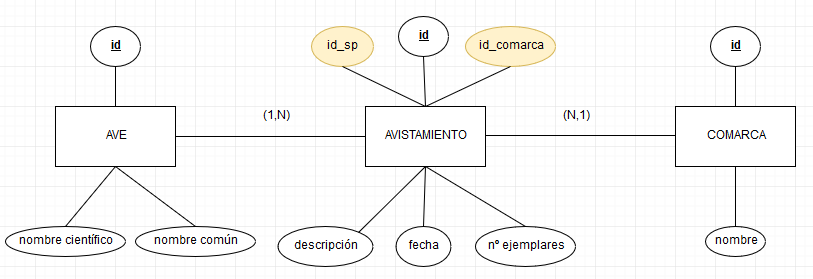 id
id_sp
id
id_comarca
id
(1,N)
(N,1)
AVE
AVISTAMIENTO
COMARCA
nombre científico
nombre común
descripción
fecha
nº ejemplares
nombre